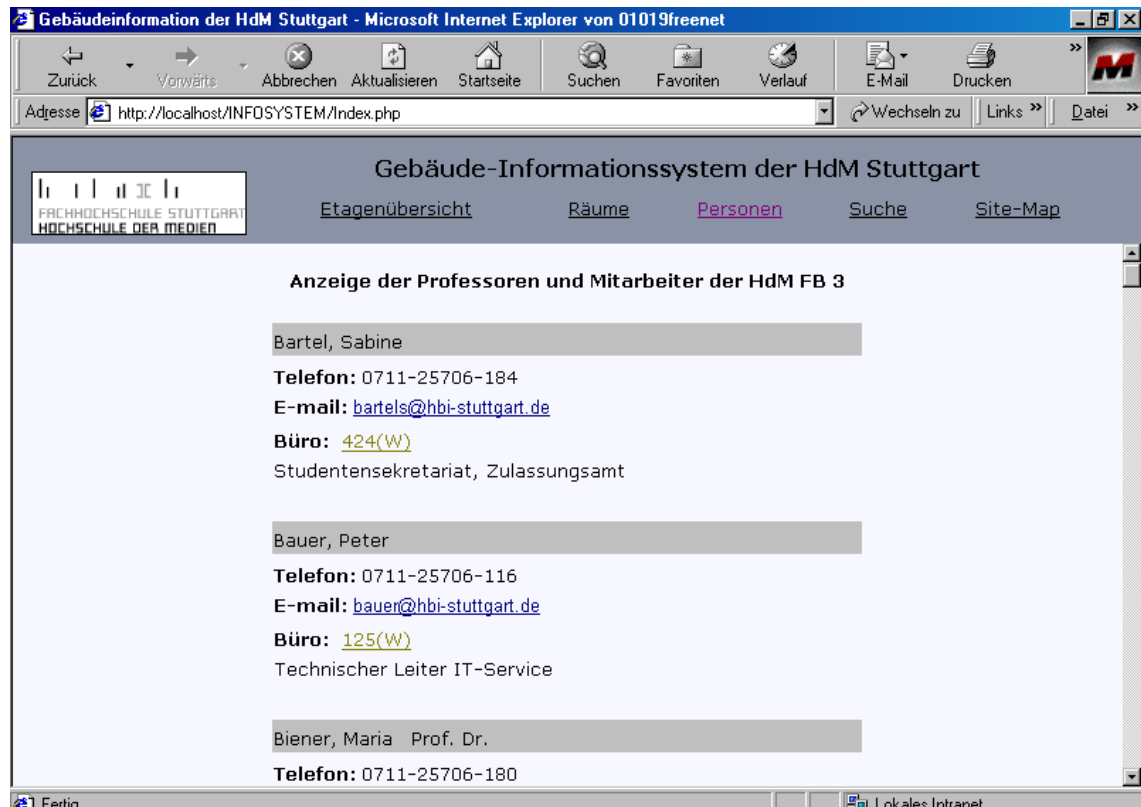 Gebäudeinformation der HdM Stuttgart - Microsoft Internet Explorer von 01019freenet
Zurück Vorwärts Abbrechen Aktualisieren Startseite Suchen Favoriten Verlauf E-Mail Drucken »
Adresse http://localhost/INFOSYSTEM/Index.php Wechseln zu Links » Datei »
Gebäude-Informationssystem der HdM Stuttgart
FACHHOCHSCHULE STUTTGART
HOCHSCHULE DER MEDIEN
Etagenübersicht Räume Personen Suche Site-Map
Anzeige der Professoren und Mitarbeiter der HdM FB 3
Bartel, Sabine
Telefon: 0711-25706-184
E-mail: bartels@hbi-stuttgart.de
Büro: 424(W)
Studentensekretariat, Zulassungsamt
Bauer, Peter
Telefon: 0711-25706-116
E-mail: bauer@hbi-stuttgart.de
Büro: 125(W)
Technischer Leiter IT-Service
Biener, Maria Prof. Dr.
Telefon: 0711-25706-180
Fertig Lokales Intranet